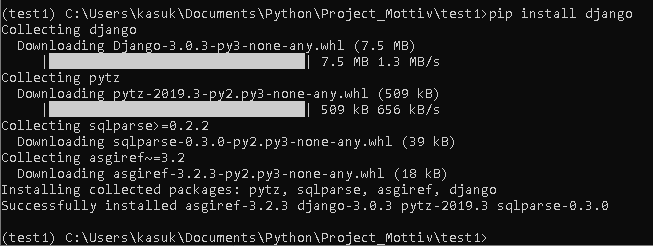 (test1) C:\Users\kasuk\Documents\Python\Project_Mottiv\test1>pip install django
Collecting django
  Downloading Django-3.0.3-py3-none-any.whl (7.5 MB)
     |████████████████████████████████| 7.5 MB 1.3 MB/s
Collecting pytz
  Downloading pytz-2019.3-py2.py3-none-any.whl (509 kB)
     |████████████████████████████████| 509 kB 656 kB/s
Collecting sqlparse>=0.2.2
  Downloading sqlparse-0.3.0-py2.py3-none-any.whl (39 kB)
Collecting asgiref~=3.2
  Downloading asgiref-3.2.3-py2.py3-none-any.whl (18 kB)
Installing collected packages: pytz, sqlparse, asgiref, django
Successfully installed asgiref-3.2.3 django-3.0.3 pytz-2019.3 sqlparse-0.3.0
(test1) C:\Users\kasuk\Documents\Python\Project_Mottiv\test1>